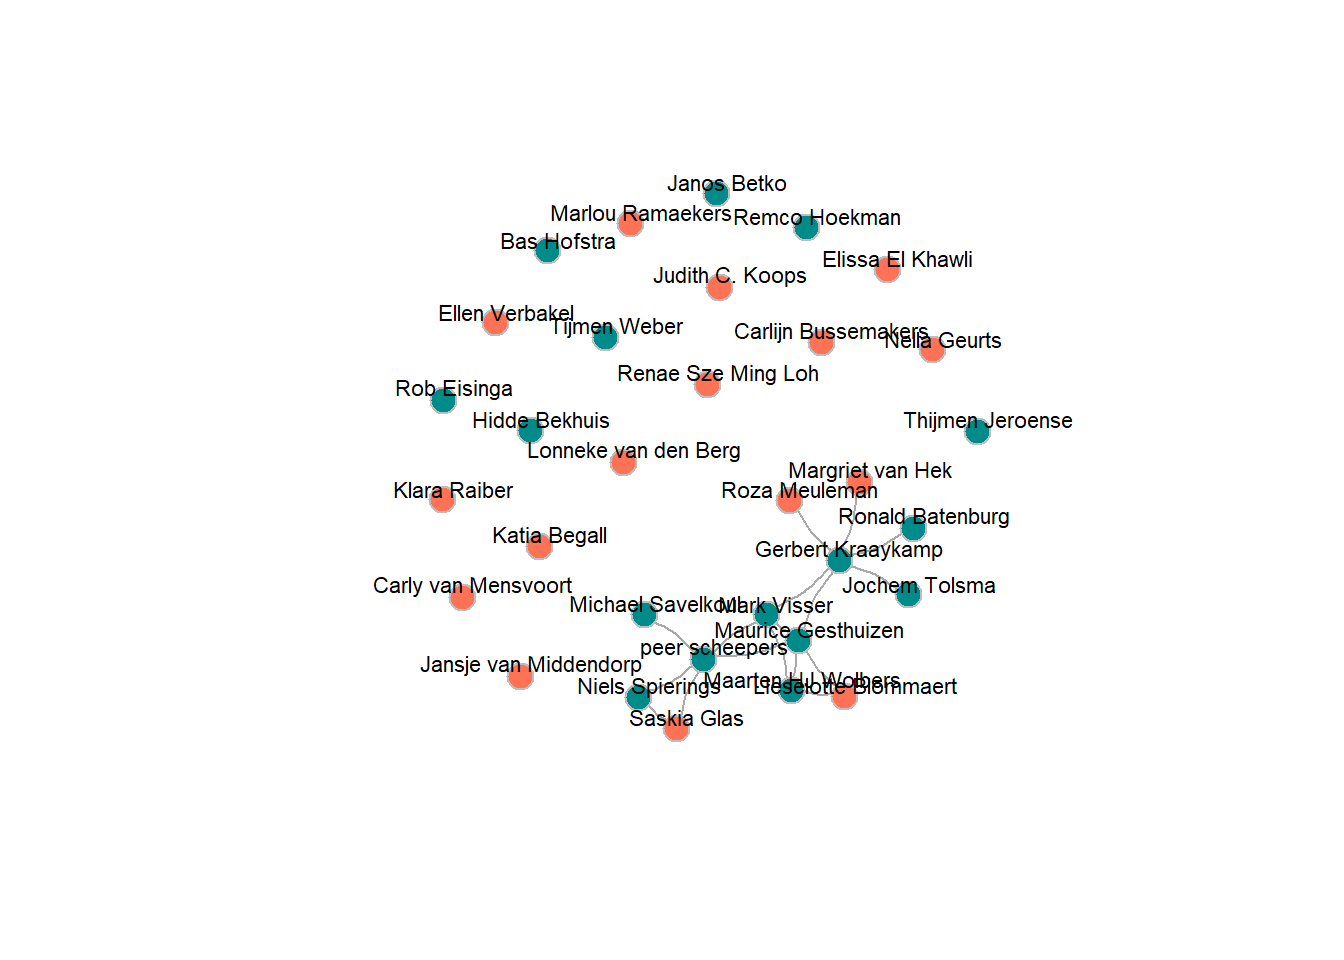 Janos Betko
Marlou Ramaekers
Remco Hoekman
Bas Hofstra
Elissa El Khawli
Judith C. Koops
Ellen Verbakel
Tijmen Weber
Carlijn Bussemakers
Nella Geurts
Renae Sze Ming Loh
Rob Eisinga
Hidde Bekhuis
Thijmen Jeroense
Lonneke van den Berg
Margriet van Hek
Klara Raiber
Roza Meuleman
Ronald Batenburg
Katia Begall
Gerbert Kraaykamp
Carly van Mensvoort
Jochem Tolsma
Michael Savelkoul
Mark Visser
Maurice Gesthuizen
peer scheepers
Jansje van Middendorp
Maarten HJ Wolbers
Niels Spierings
Lieselotte Blommaert
Saskia Glas